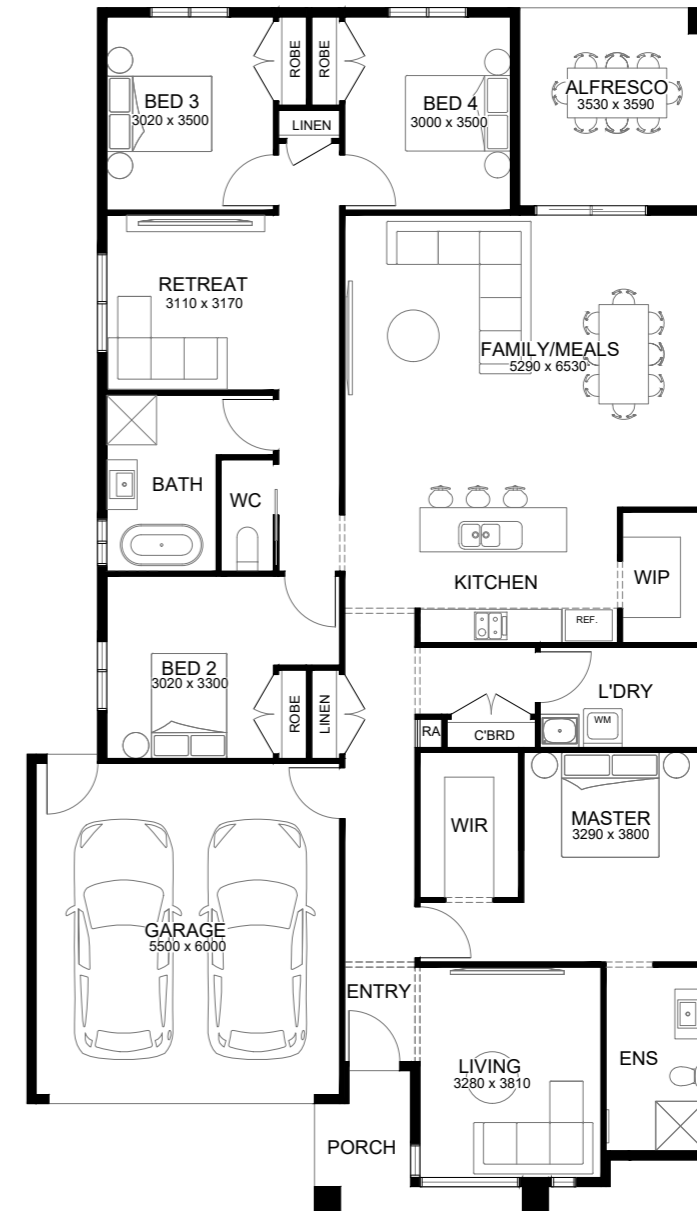 ROBE
ROBE
BED 3
3020 x 3500
BED 4
3000 x 3500
ALFRESCO
3530 x 3590
LINEN
RETREAT
3110 x 3170
FAMILY/MEALS
5290 x 6530
BATH
WC
KITCHEN
WIP
REF.
BED 2
3020 x 3300
ROBE
LINEN
L'DRY
WM
RA
C'BRD
WIR
MASTER
3290 x 3800
GARAGE
5500 x 6000
ENTRY
LIVING
3280 x 3810
ENS
PORCH